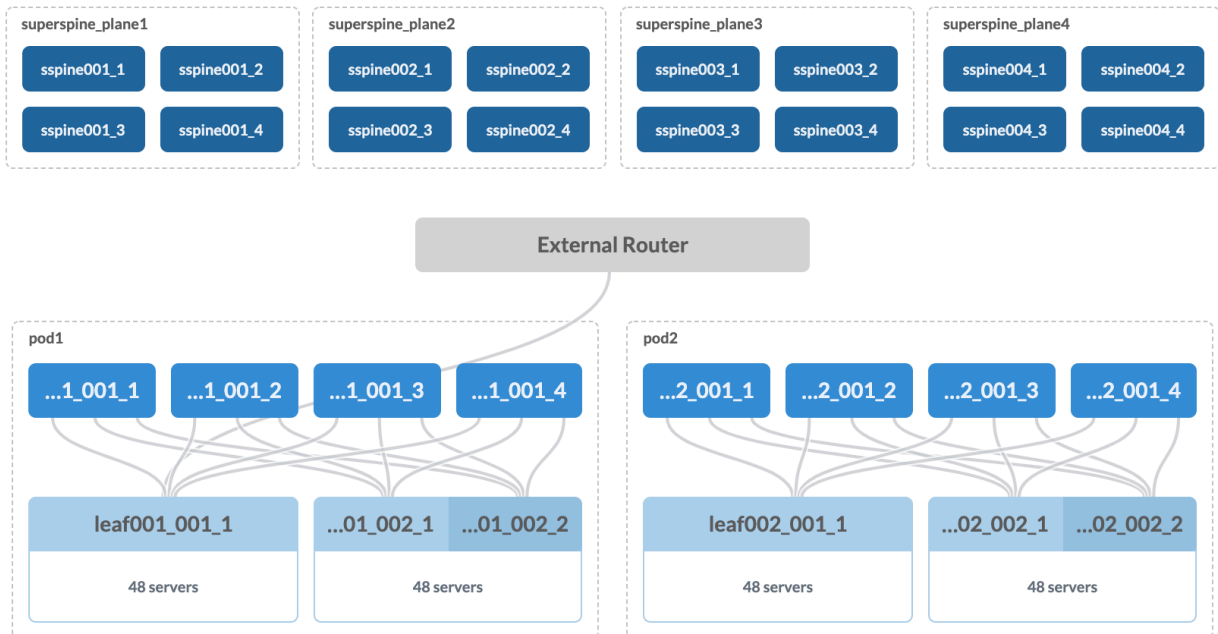 superspine_plane1 superspine_plane2 superspine_plane3 superspine_plane4
sspine001_1 sspine001_2 sspine002_1 sspine002_2 sspine003_1 sspine003_2 sspine004_1 sspine004_2
sspine001_3 sspine001_4 sspine002_3 sspine002_4 sspine003_3 sspine003_4 sspine004_3 sspine004_4
External Router
pod1 pod2
...1_001_1 ...1_001_2 ...1_001_3 ...1_001_4 ...2_001_1 ...2_001_2 ...2_001_3 ...2_001_4
leaf001_001_1 ...01_002_1 ...01_002_2 leaf002_001_1 ...02_002_1 ...02_002_2
48 servers 48 servers 48 servers 48 servers